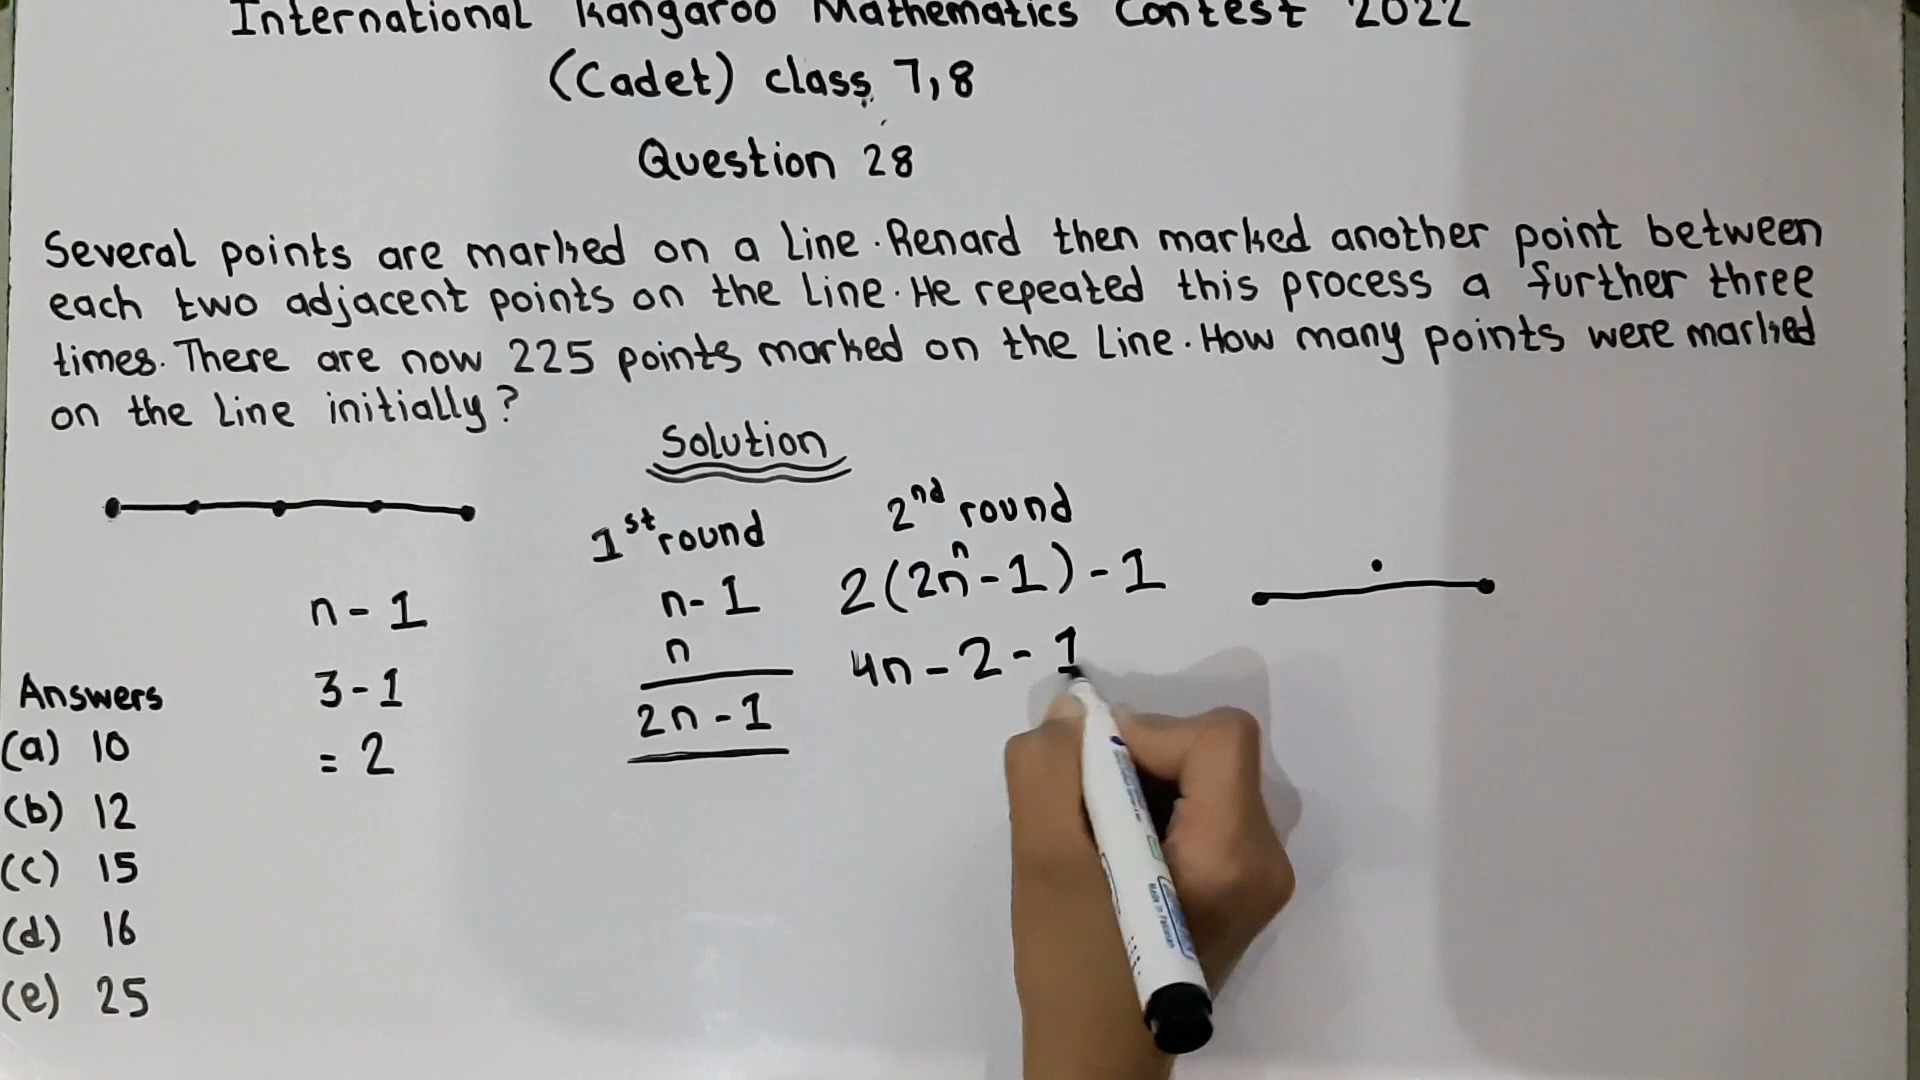 International Kangaroo Mathematics Contest 2022
(Cadet) class 7,8
Question 28
Several points are marked on a Line. Renard then marked another point between
each two adjacent points on the Line. He repeated this process a further three
times. There are now 225 points marked on the Line. How many points were marked
on the Line initially?
Solution
n - 1
3 - 1
= 2
1st round
n - 1
n
2n - 1
2nd round
2(2n - 1) - 1
4n - 2 - 1
Answers
(a) 10
(b) 12
(c) 15
(d) 16
(e) 25